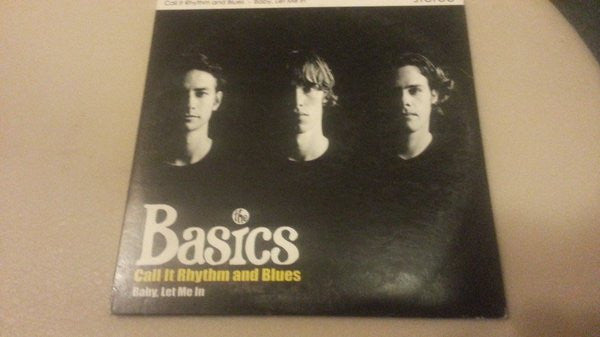 Call It Rhythm and Blues - Baby, Let Me In STEREO
the
Basics
Call It Rhythm and Blues
Baby, Let Me In